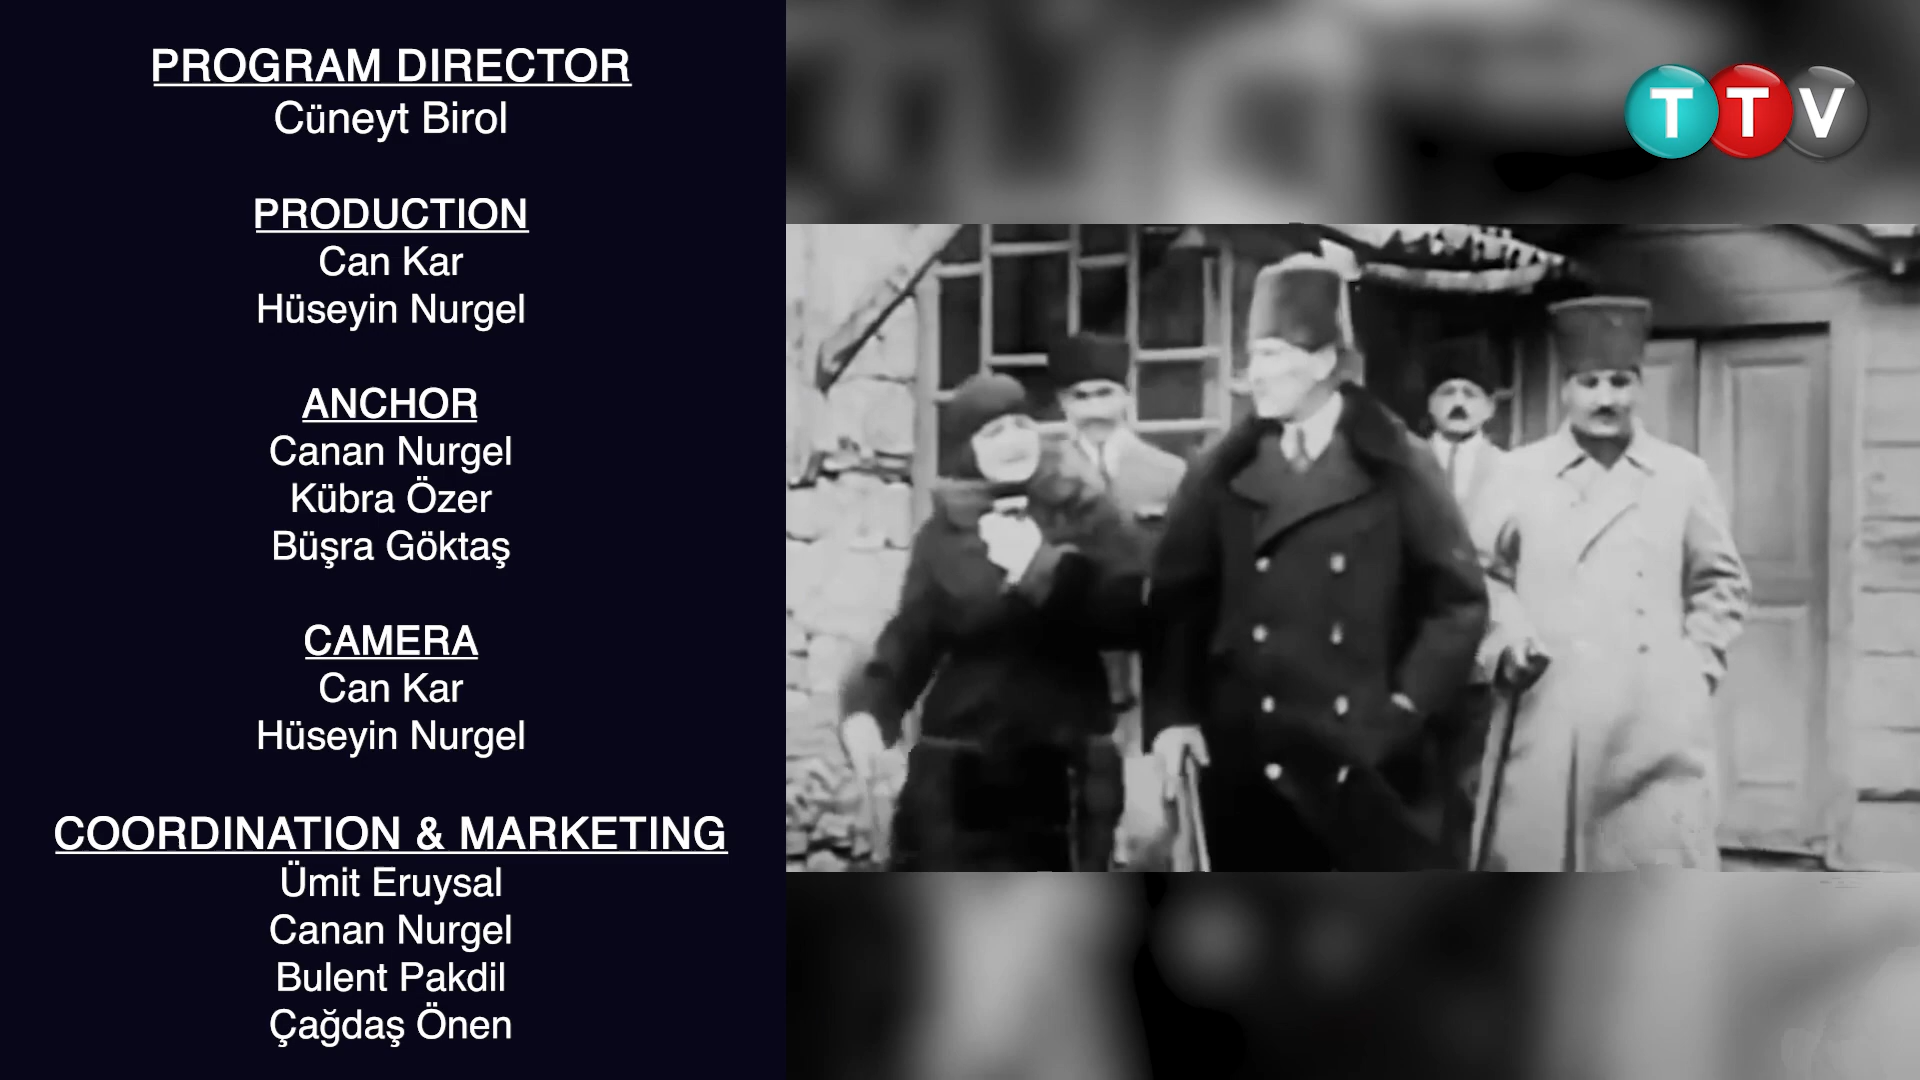 PROGRAM DIRECTOR
Cüneyt Birol
PRODUCTION
Can Kar
Hüseyin Nurgel
ANCHOR
Canan Nurgel
Kübra Özer
Büşra Göktaş
CAMERA
Can Kar
Hüseyin Nurgel
COORDINATION & MARKETING
Ümit Eruysal
Canan Nurgel
Bulent Pakdil
Çağdaş Önen
TTV